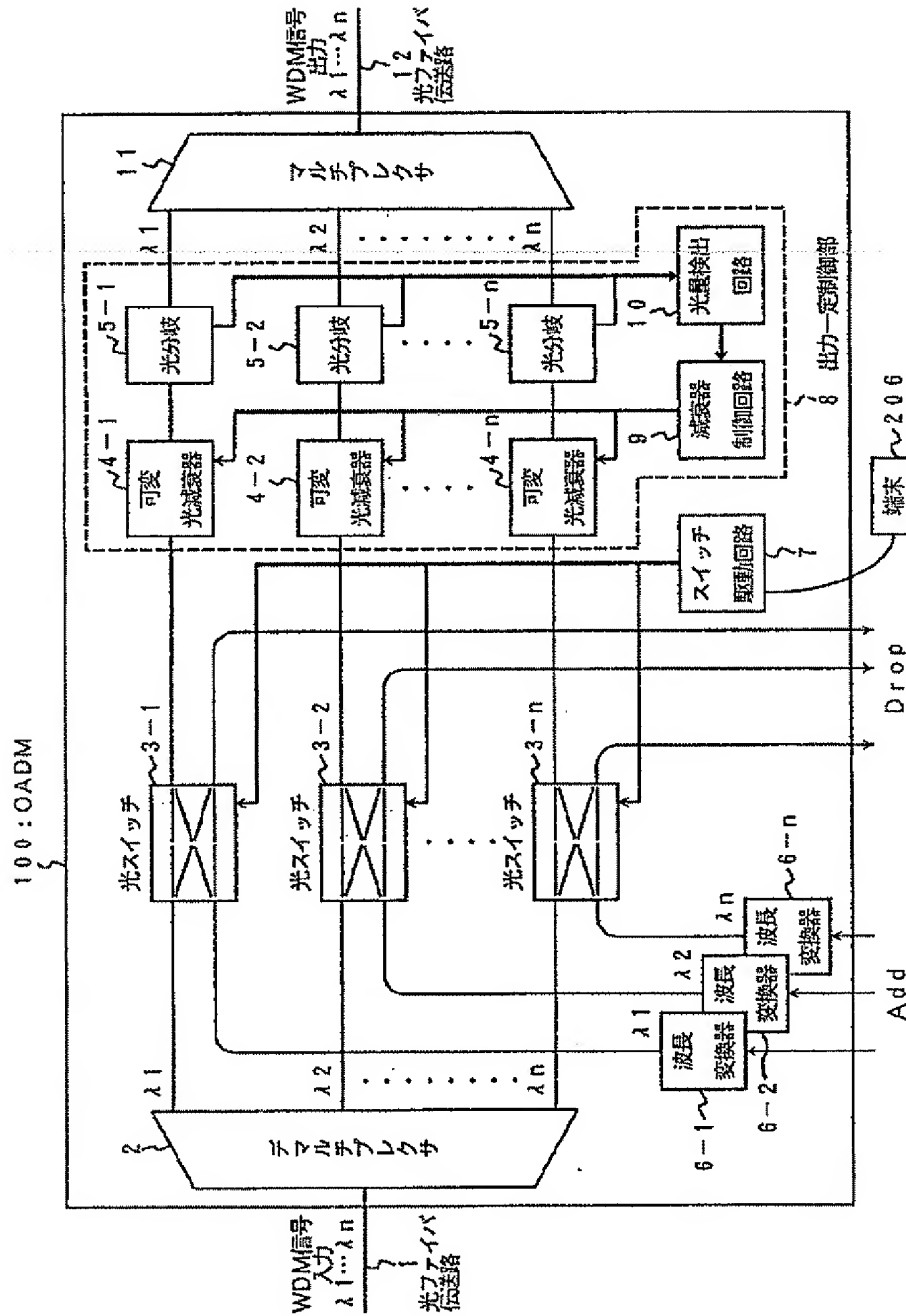 100:OADM
WDM信号
入力
λ1…λn
1
光ファイバ
伝送路
2
デマルチプレクサ
λ1
λ2
λn
光スイッチ
3-1
光スイッチ
3-2
光スイッチ
3-n
λ1
λ2
λn
波長
変換器
波長
変換器
波長
変換器
6-1
6-2
6-n
Add
Drop
可変
光減衰器
4-1
可変
光減衰器
4-2
可変
光減衰器
4-n
光分岐
5-1
光分岐
5-2
光分岐
5-n
スイッチ
駆動回路
7
減衰器
制御回路
9
光量検出
回路
10
8
出力一定制御部
端末
206
λ1
λ2
λn
マルチプレクサ
11
WDM信号
出力
λ1…λn
12
光ファイバ
伝送路